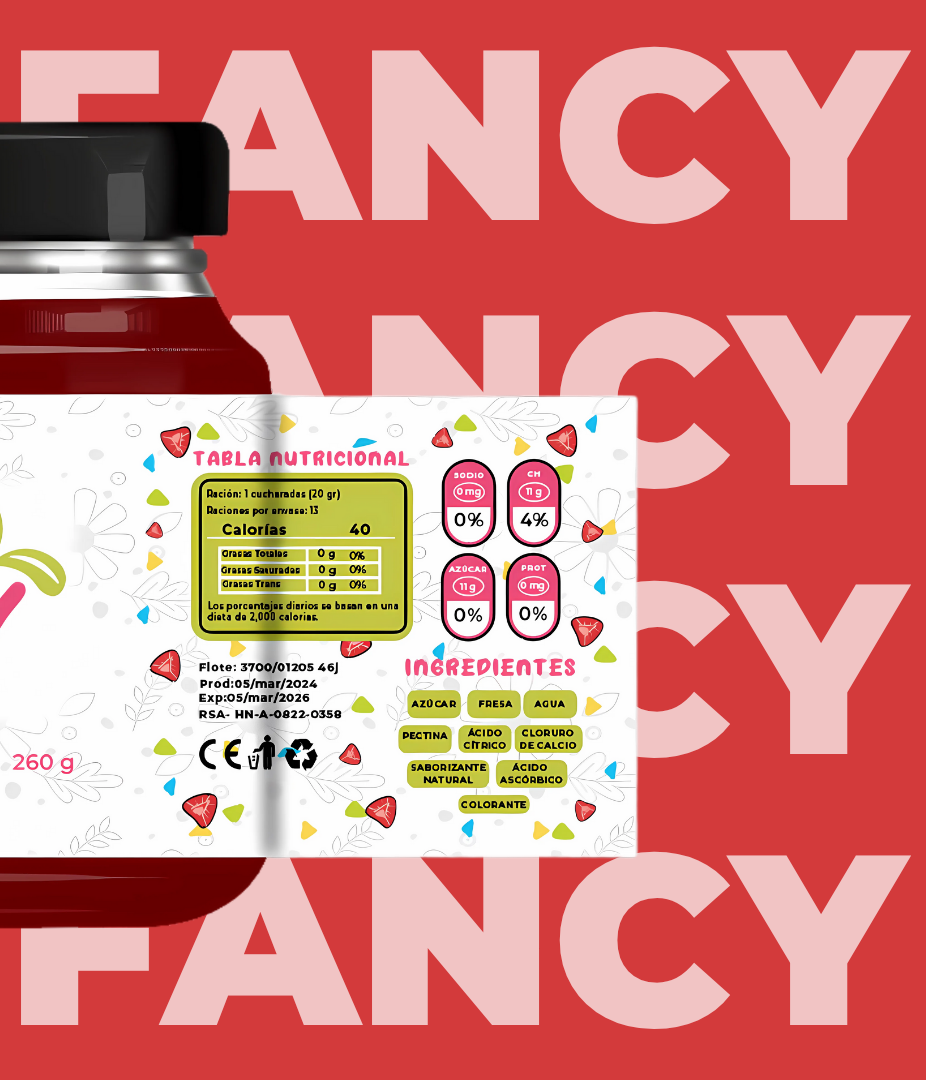 FANCY
FANCY
FANCY
FANCY
TABLA NUTRICIONAL
Ración: 1 cucharadas (20 gr)
Raciones por envase: 13
Calorías 40
Grasas Totales 0 g 0%
Grasas Saturadas 0 g 0%
Grasas Trans 0 g 0%
Los porcentajes diarios se basan en una
dieta de 2,000 calorias.
SODIO
0 mg
0%
CH
11 g
4%
AZÚCAR
11 g
0%
PROT
0 mg
0%
Flote: 3700/01205 46J
Prod:05/mar/2024
Exp:05/mar/2026
RSA- HN-A-0822-0358
CE
260 g
INGREDIENTES
AZÚCAR
FRESA
AGUA
PECTINA
ÁCIDO
CÍTRICO
CLORURO
DE CALCIO
SABORIZANTE
NATURAL
ÁCIDO
ASCÓRBICO
COLORANTE